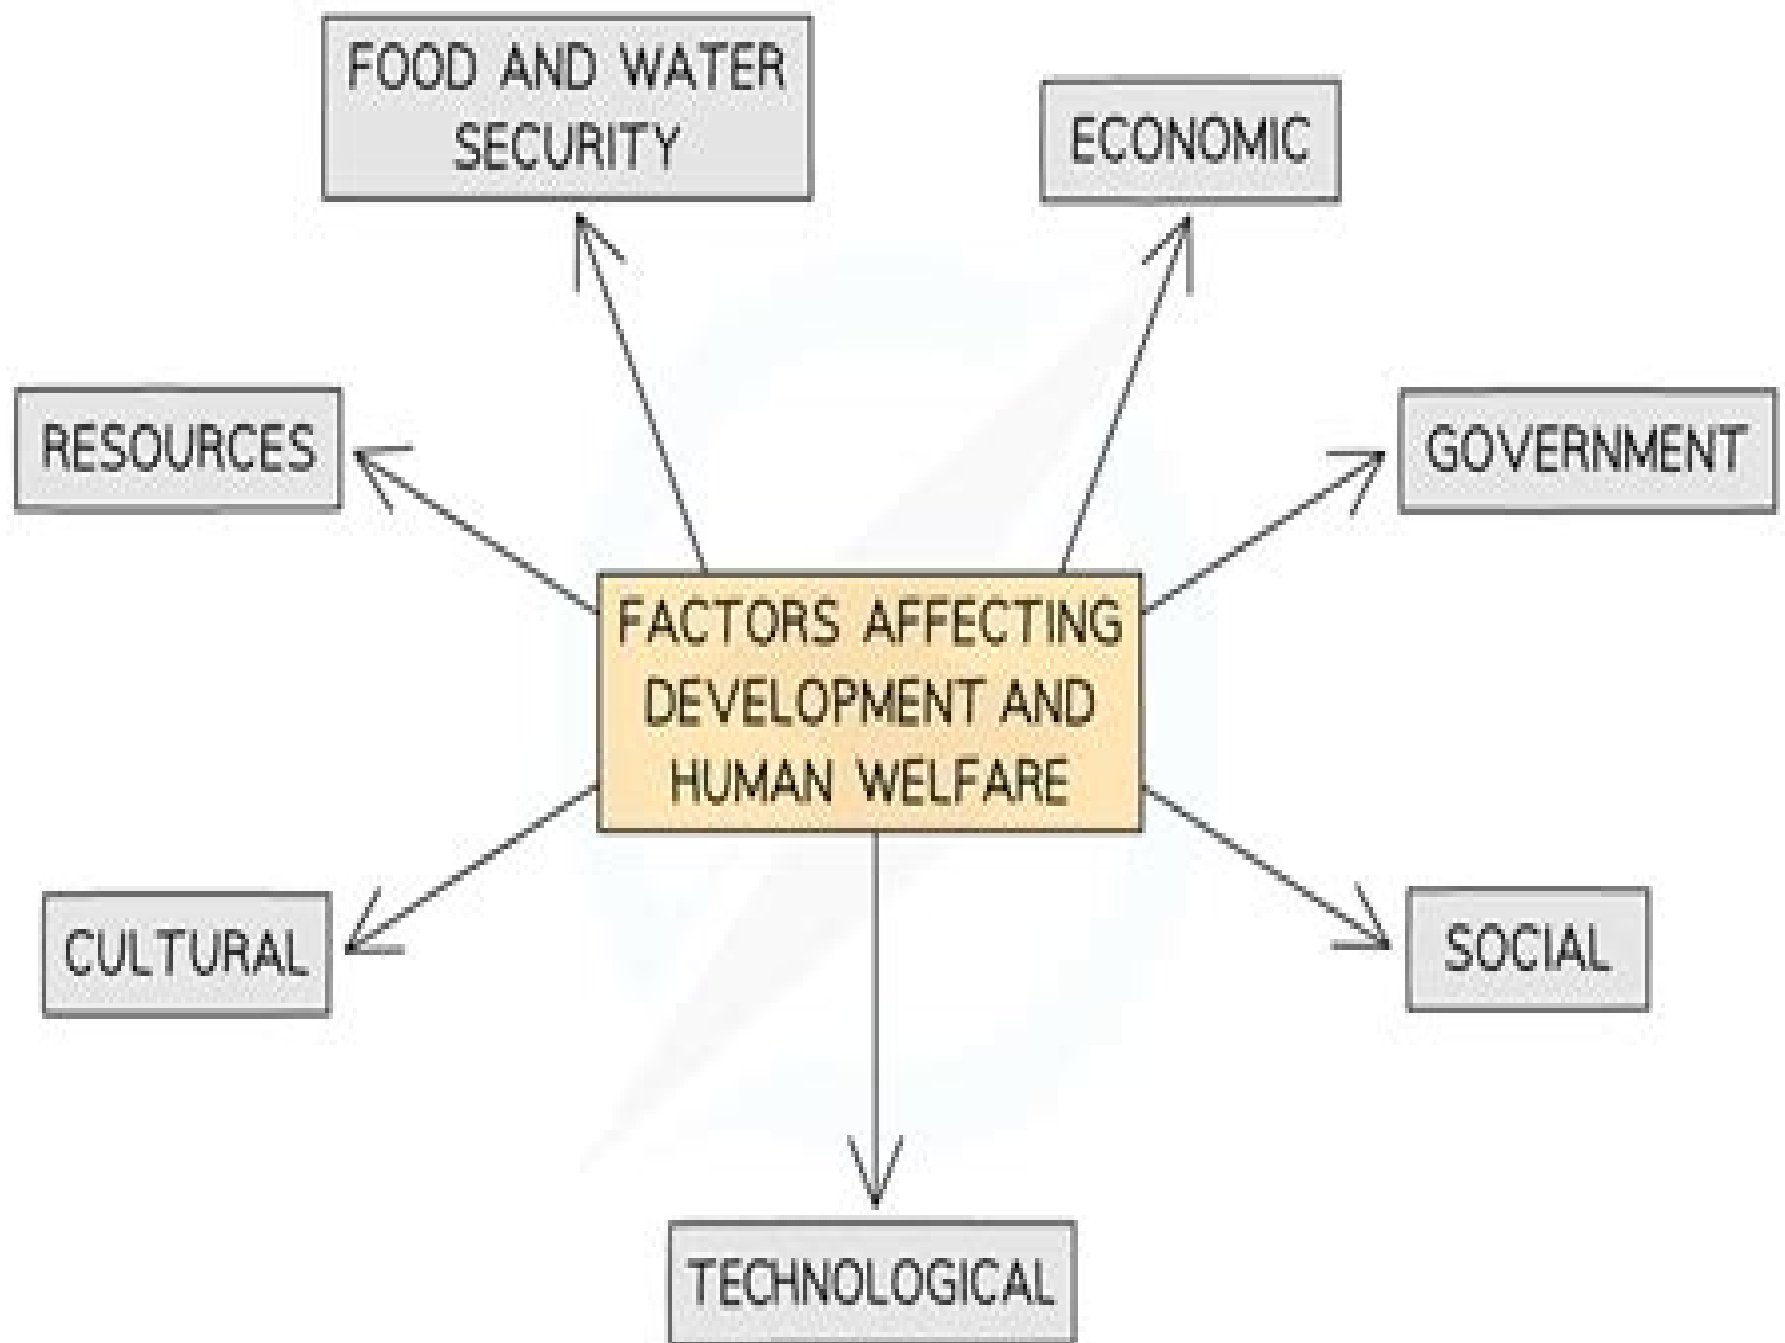 FOOD AND WATER
SECURITY
ECONOMIC
RESOURCES
GOVERNMENT
FACTORS AFFECTING
DEVELOPMENT AND
HUMAN WELFARE
CULTURAL
SOCIAL
TECHNOLOGICAL